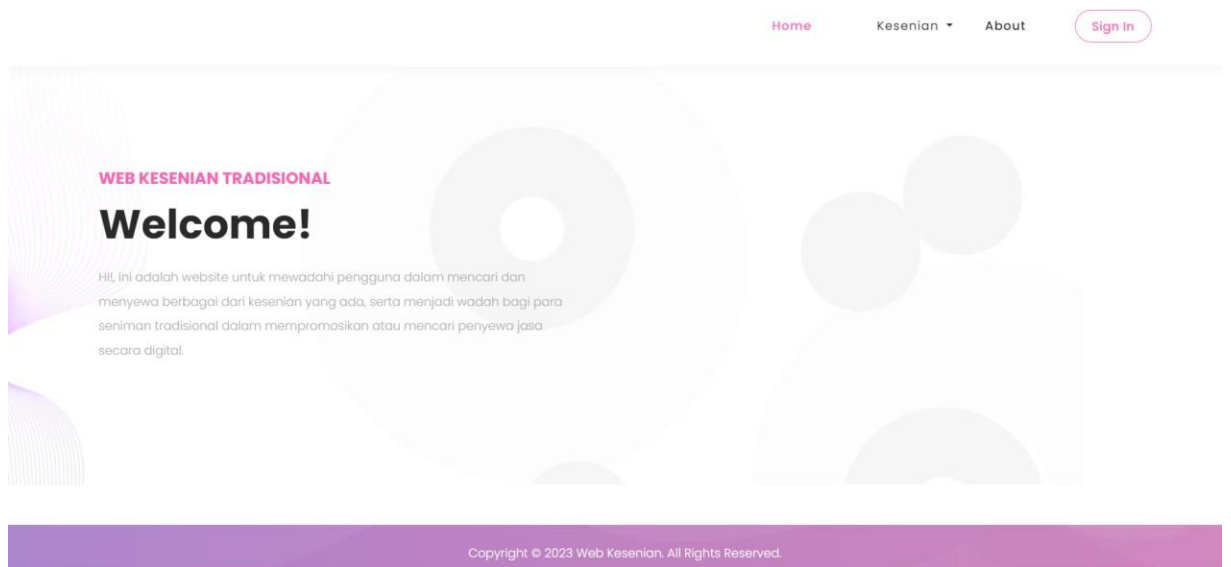 Home Kesenian About Sign In
WEB KESENIAN TRADISIONAL
Welcome!
Hi!, ini adalah website untuk mewadahi pengguna dalam mencari dan
menyewa berbagai dari kesenian yang ada, serta menjadi wadah bagi para
seniman tradisional dalam mempromosikan atau mencari penyewa jasa
secara digital.
Copyright © 2023 Web Kesenian. All Rights Reserved.